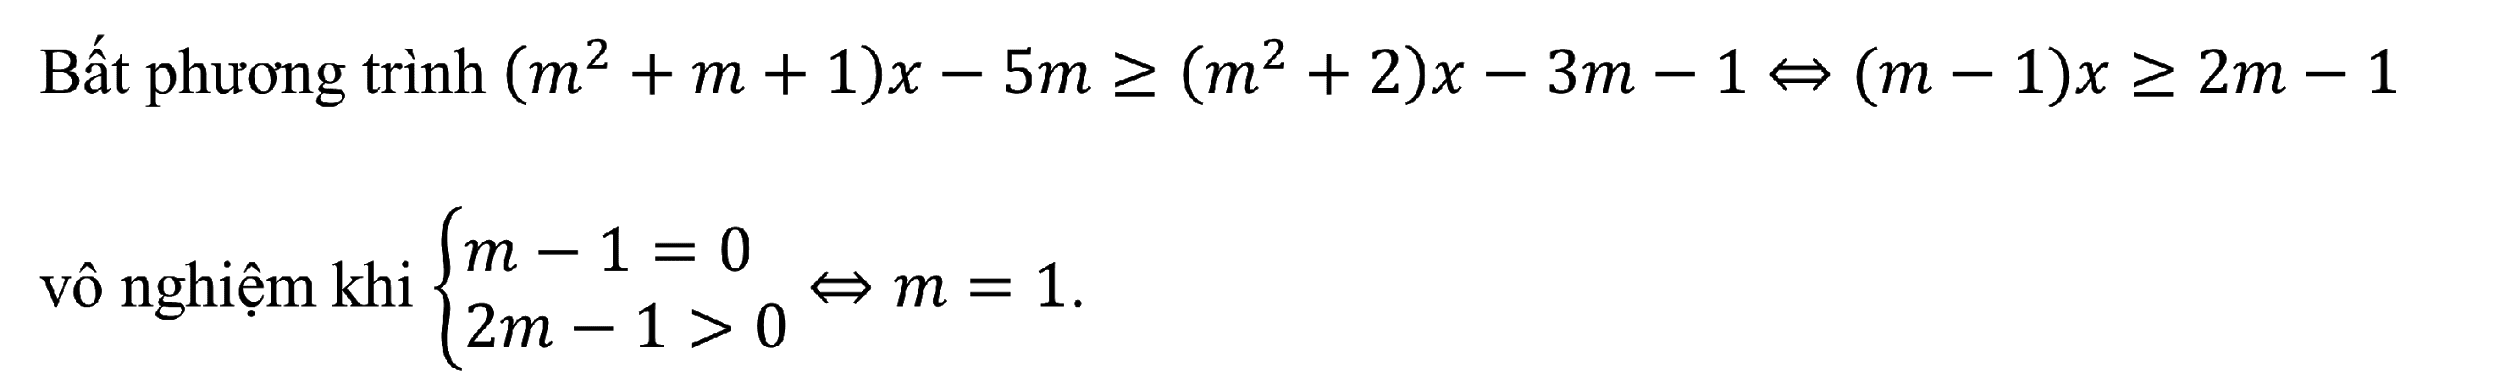 Bất phương trình (m² + m + 1)x − 5m ≥ (m² + 2)x − 3m − 1 ⇔ (m − 1)x ≥ 2m − 1
vô nghiệm khi { m − 1 = 0
2m − 1 > 0 ⇔ m = 1.